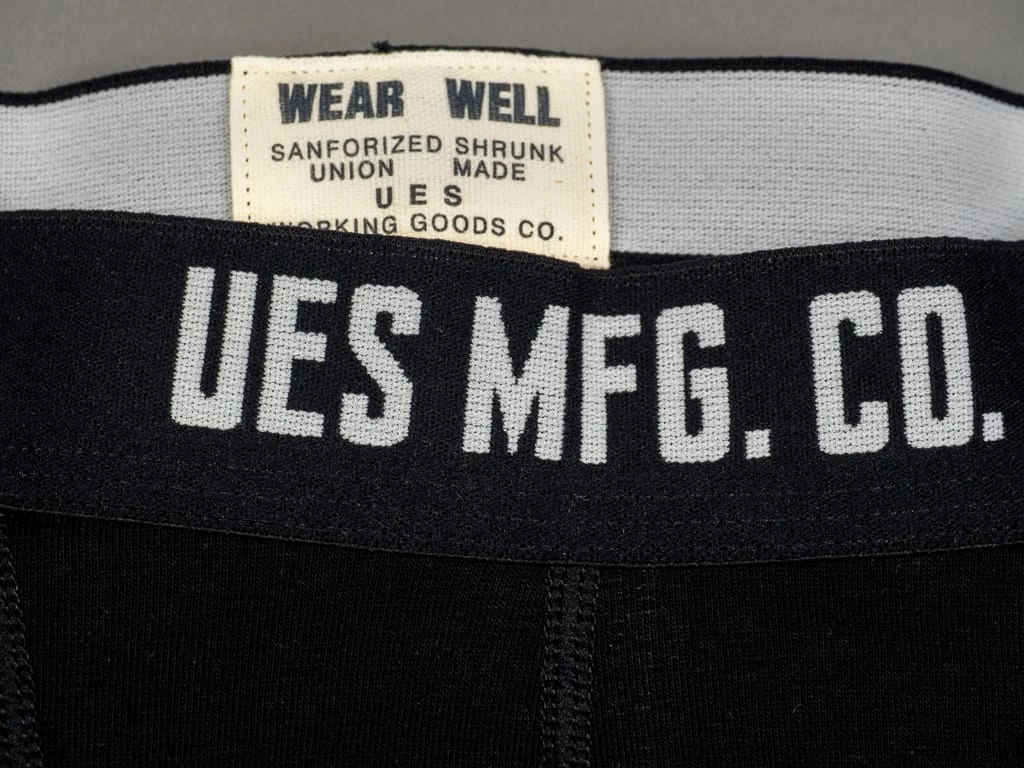 WEAR WELL
SANFORIZED SHRUNK
UNION MADE
UES
WORKING GOODS CO.
UES MFG. CO.